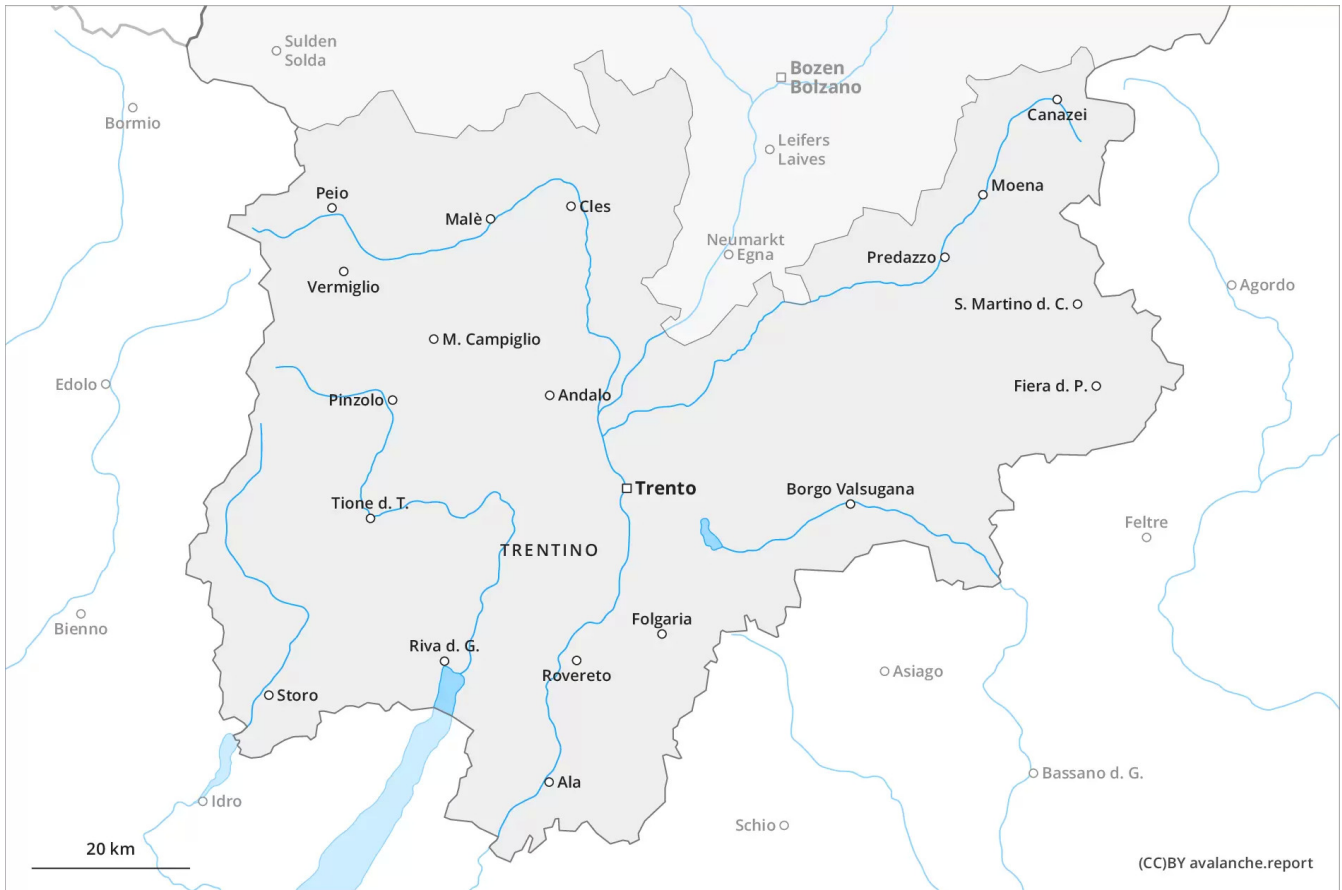 Sulden
Solda
Bozen
Bolzano
Bormio
Canazei
Leifers
Laives
Moena
Peio
Malè
Cles
Neumarkt
Egna
Predazzo
Vermiglio
Agordo
S. Martino d. C.
M. Campiglio
Edolo
Pinzolo
Andalo
Fiera d. P.
Trento
Borgo Valsugana
Tione d. T.
Feltre
TRENTINO
Bienno
Folgaria
Riva d. G.
Rovereto
Asiago
Storo
Ala
Bassano d. G.
Idro
Schio
20 km
(CC)BY avalanche.report